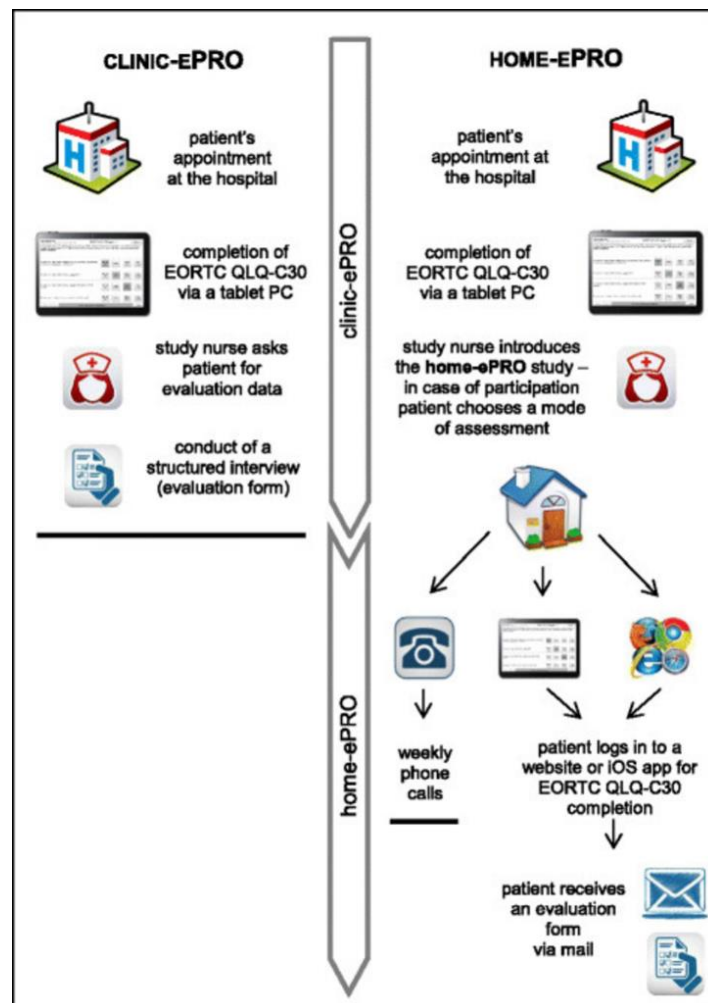 CLINIC-EPRO
patient's
appointment
at the hospital
completion of
EORTC QLQ-C30
via a tablet PC
study nurse asks
patient for
evaluation data
conduct of a
structured interview
(evaluation form)
clinic-ePRO
home-ePRO
HOME-EPRO
patient's
appointment at
the hospital
completion of
EORTC QLQ-C30
via a tablet PC
study nurse introduces
the home-ePRO study –
in case of participation
patient chooses a mode
of assessment
weekly
phone
calls
patient logs in to a
website or iOS app for
EORTC QLQ-C30
completion
patient receives
an evaluation
form
via mail
H
H